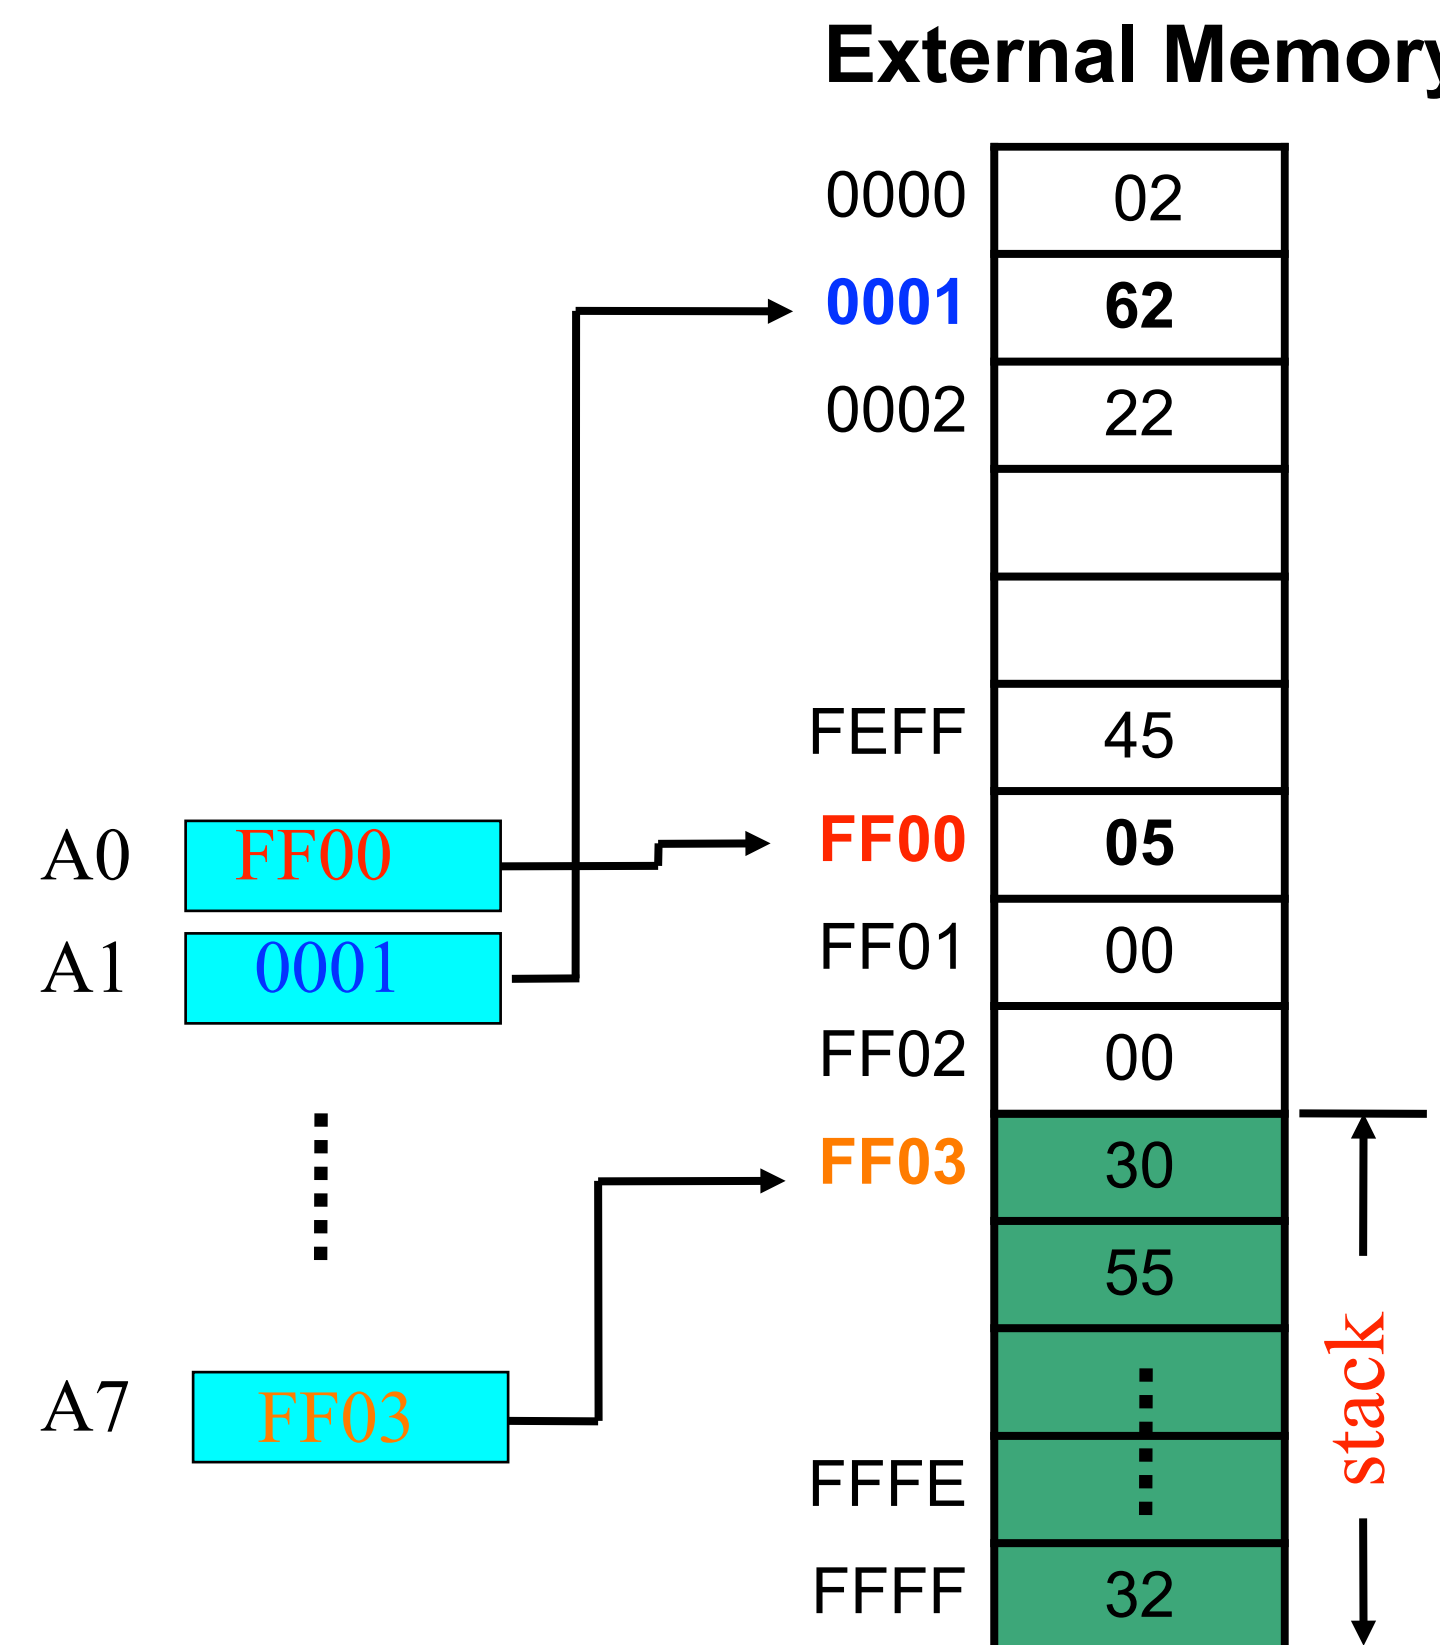 External Memory
0000 02
0001 62
0002 22
FEFF 45
A0 FF00 FF00 05
FF01 00
A1 0001
FF02 00
FF03 30
55
stack
A7 FF03
FFFE
FFFF 32